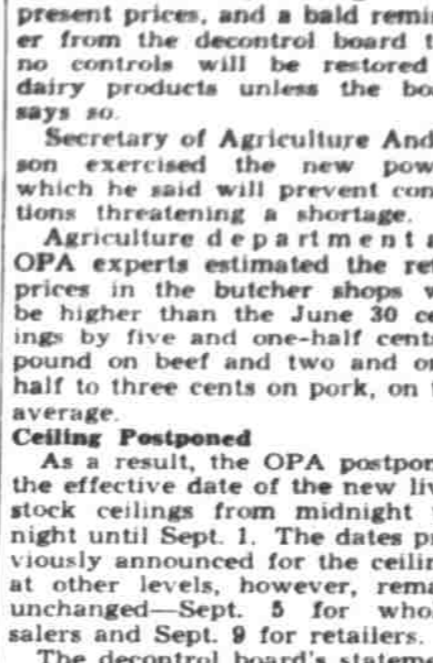 present prices, and a bald remin
er from the decontrol board t
no controls will be restored
dairy products unless the bo
says so.
Secretary of Agriculture And
son exercised the new pow
which he said will prevent con
tions threatening a shortage.
Agriculture department a
OPA experts estimated the ret
prices in the butcher shops w
be higher than the June 30 ce
ings by five and one-half cents
pound on beef and two and on
half to three cents on pork, on t
average.
Ceiling Postponed
As a result, the OPA postpon
the effective date of the new liv
stock ceilings from midnight t
night until Sept. 1. The dates pr
viously announced for the ceilin
at other levels, however, rema
unchanged—Sept. 5 for whol
salers and Sept. 9 for retailers.
The decontrol board's stateme